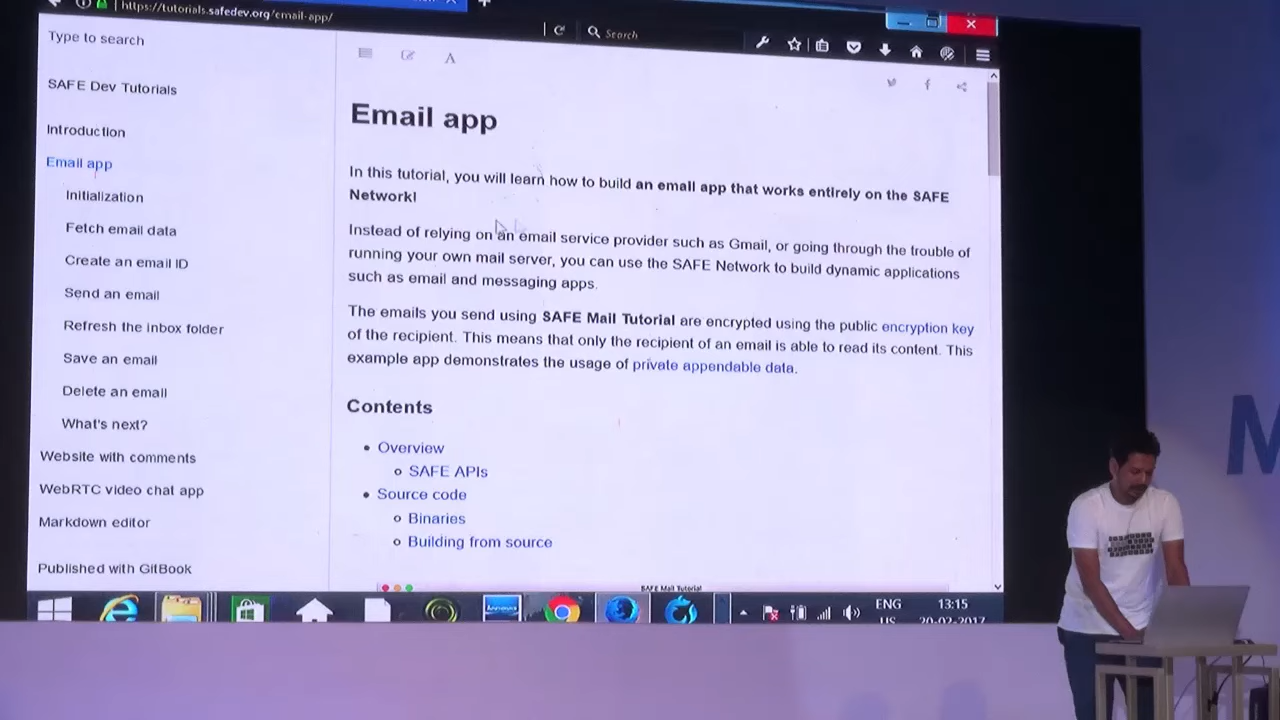 https://tutorials.safedev.org/email-app/
Search
Type to search
SAFE Dev Tutorials
Introduction
Email app
Initialization
Fetch email data
Create an email ID
Send an email
Refresh the inbox folder
Save an email
Delete an email
What's next?
Website with comments
WebRTC video chat app
Markdown editor
Published with GitBook
A
Email app
In this tutorial, you will learn how to build an email app that works entirely on the SAFE
Network!
Instead of relying on an email service provider such as Gmail, or going through the trouble of
running your own mail server, you can use the SAFE Network to build dynamic applications
such as email and messaging apps.
The emails you send using SAFE Mail Tutorial are encrypted using the public encryption key
of the recipient. This means that only the recipient of an email is able to read its content. This
example app demonstrates the usage of private appendable data.
Contents
• Overview
o SAFE APIs
• Source code
o Binaries
o Building from source
SAFE Mail Tutorial
ENG
US
13:15
20-02-2017
M